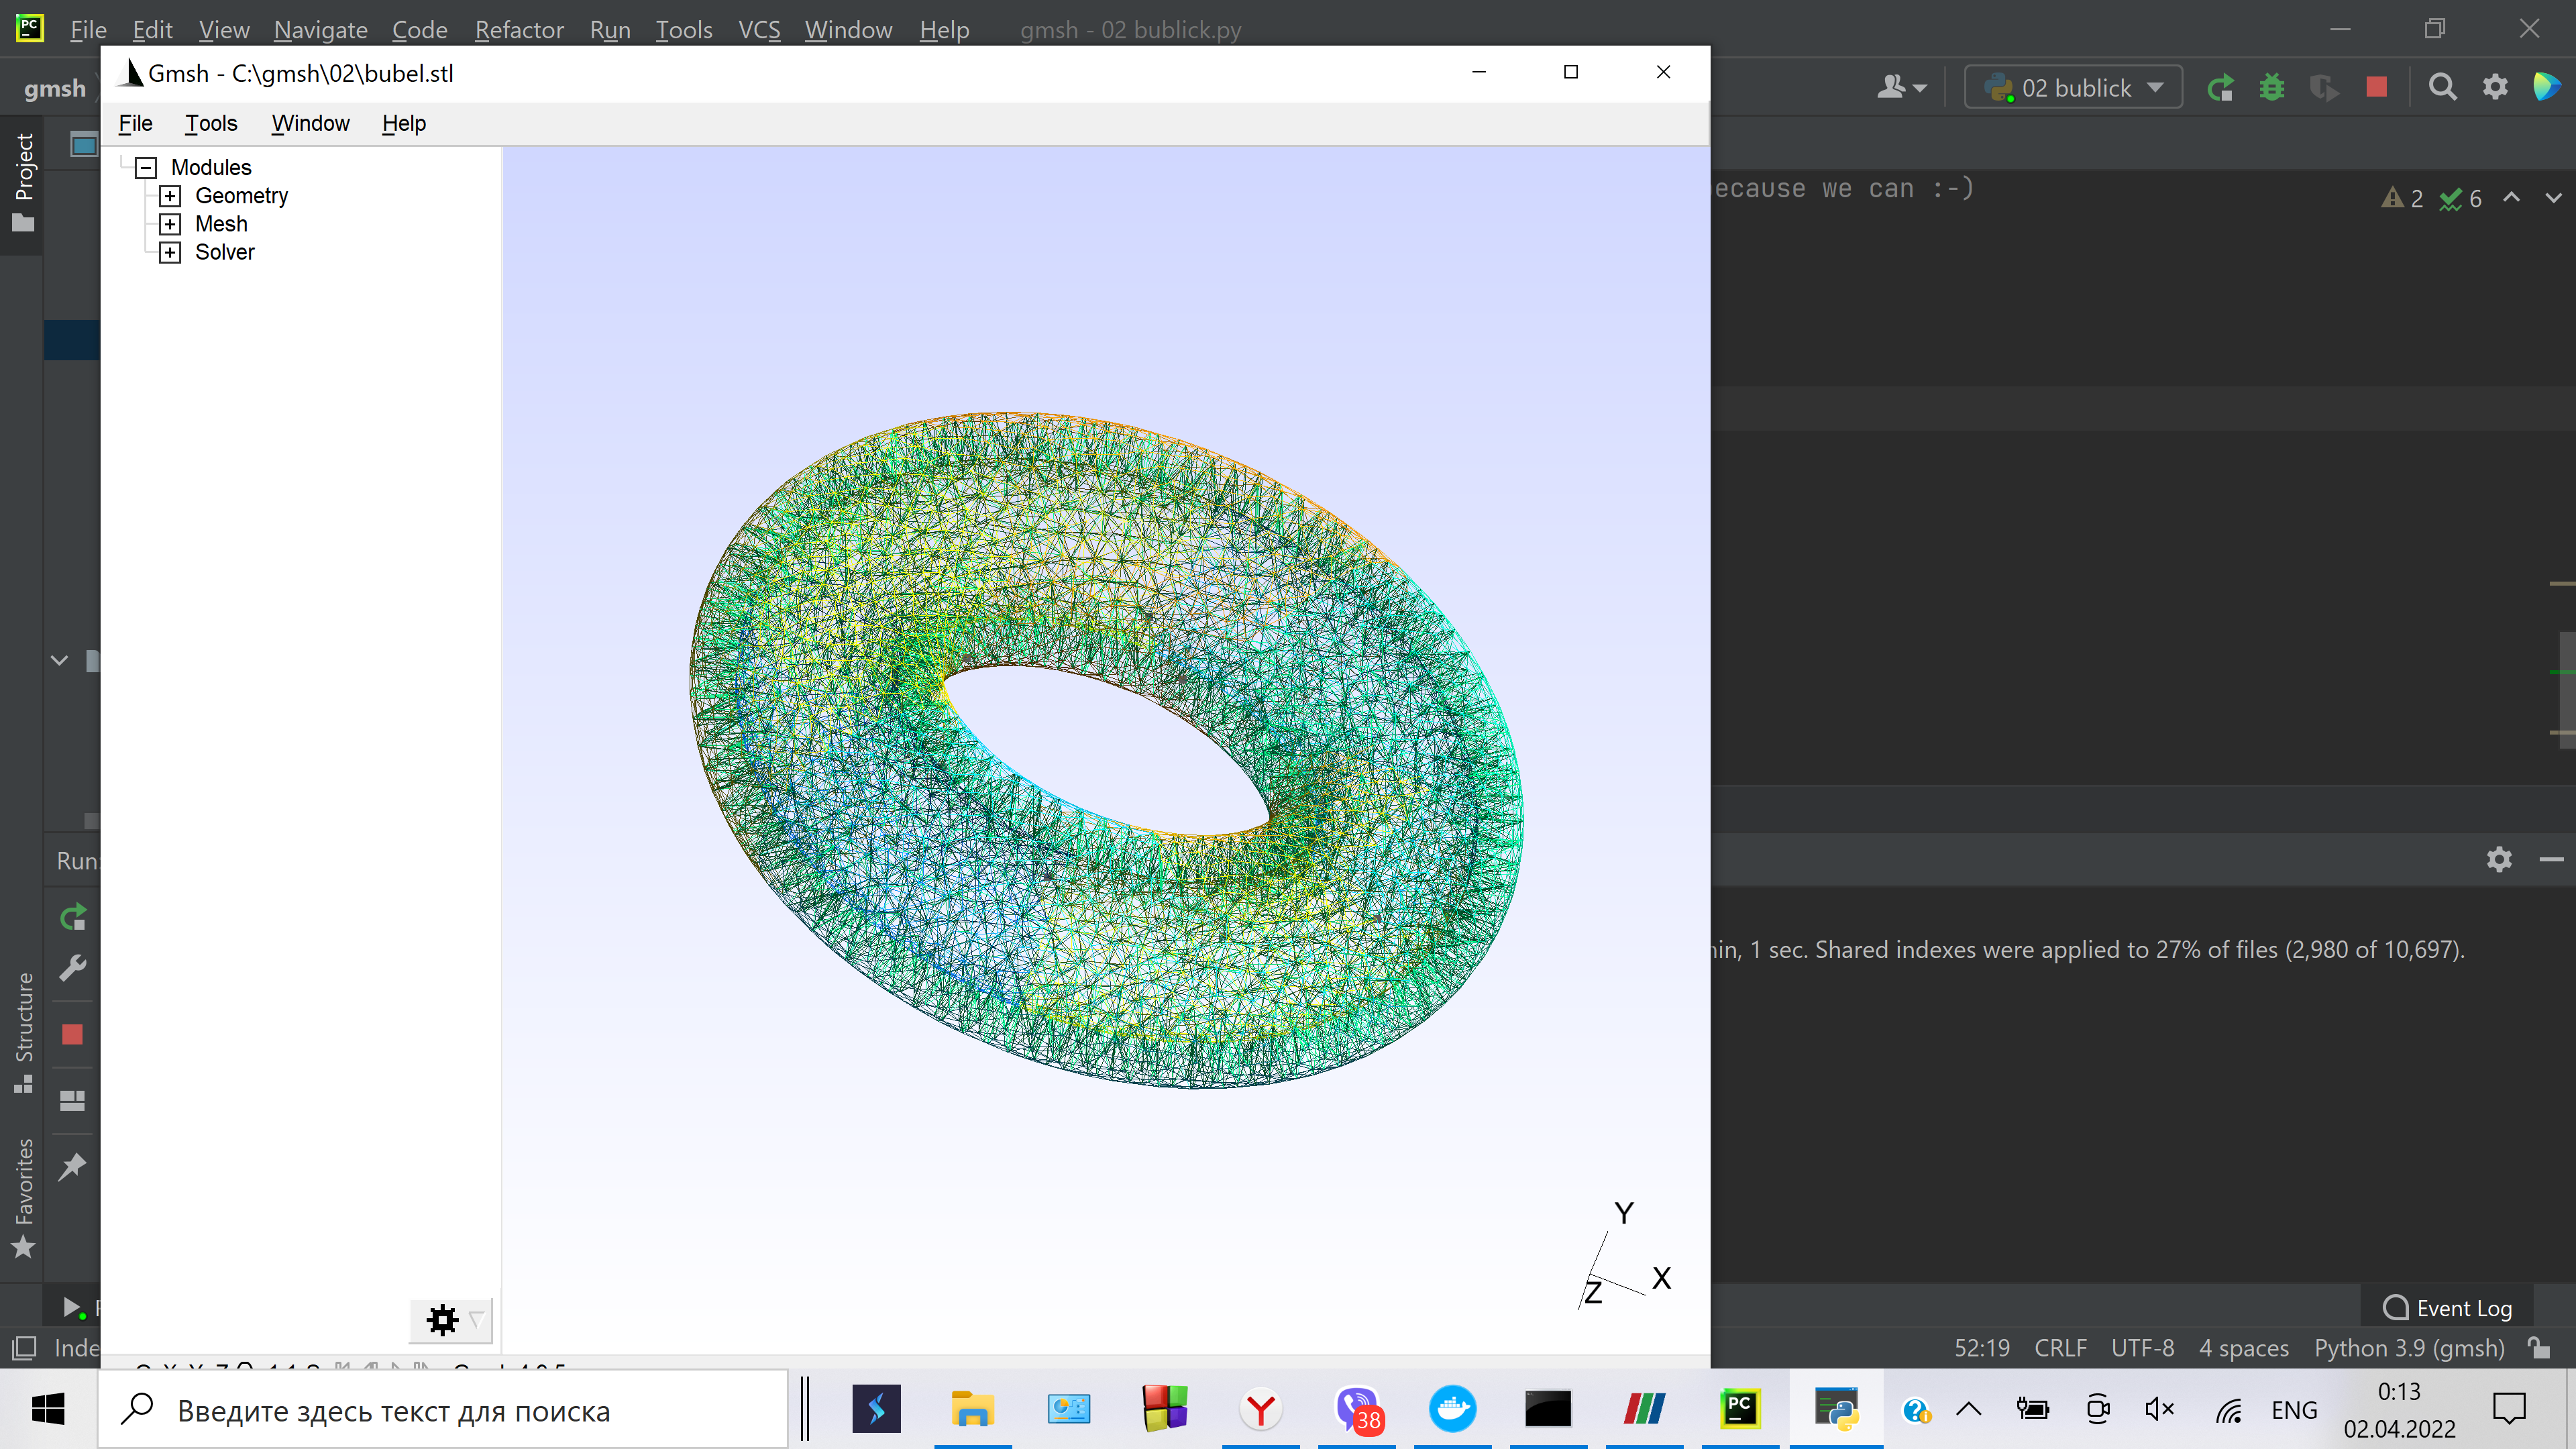 File Edit View Navigate Code Refactor Run Tools VCS Window Help gmsh - 02 bublick.py
Gmsh - C:\gmsh\02\bubel.stl
gmsh
02 bublick
File Tools Window Help
Project
Modules
Geometry
Mesh
Solver
ecause we can :-)
2 6
Run:
in, 1 sec. Shared indexes were applied to 27% of files (2,980 of 10,697).
Structure
Favorites
Y
X
Z
Event Log
Inde
52:19 CRLF UTF-8 4 spaces Python 3.9 (gmsh)
Введите здесь текст для поиска
PC
38
ENG
0:13
02.04.2022